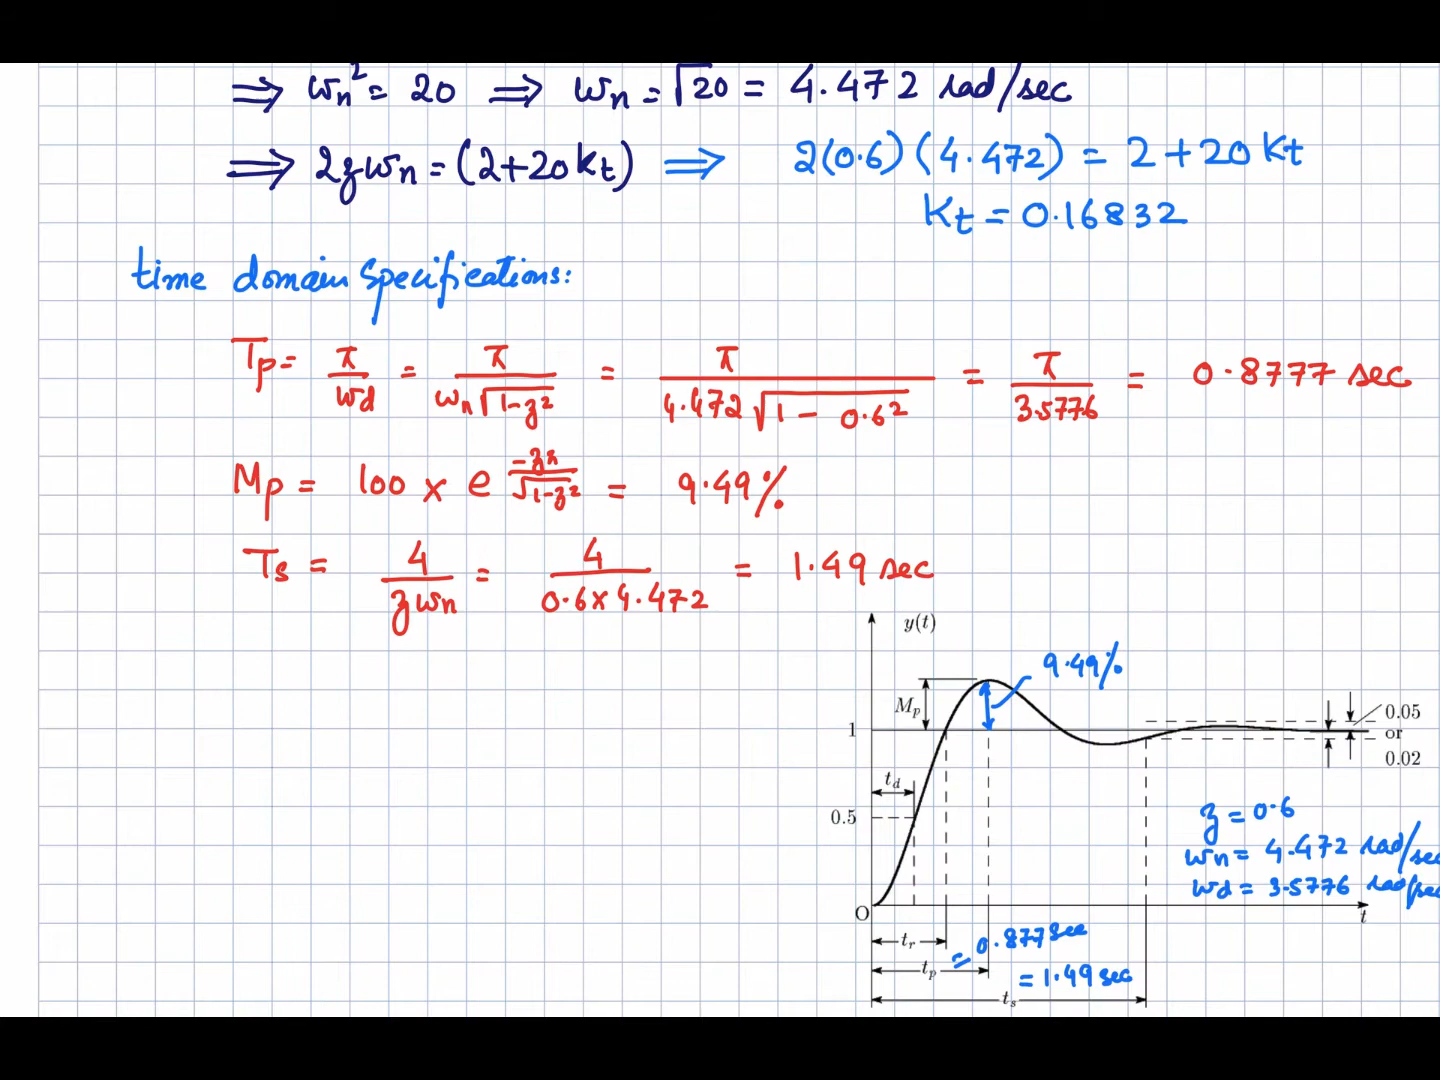 ⇒ ωn² = 20 ⇒ ωn = √20 = 4.472 rad/sec
⇒ 2ζωn = (2+20Kt) ⇒ 2(0.6)(4.472) = 2+20Kt
Kt = 0.16832
time domain specifications:
Tp = π/ωd = π/(ωn√(1-ζ²)) = π/(4.472√(1 - 0.6²)) = π/3.5776 = 0.8777 sec
Mp = 100 x e^(-ζπ/√(1-ζ²)) = 9.49%
Ts = 4/(ζωn) = 4/(0.6x4.472) = 1.49 sec
y(t)
9.49%
Mp
0.05
1
or
0.02
td
0.5
ζ = 0.6
ωn = 4.472 rad/sec
ωd = 3.5776 rad/sec
O
t
tr
= 0.877 sec
tp
= 1.49 sec
ts